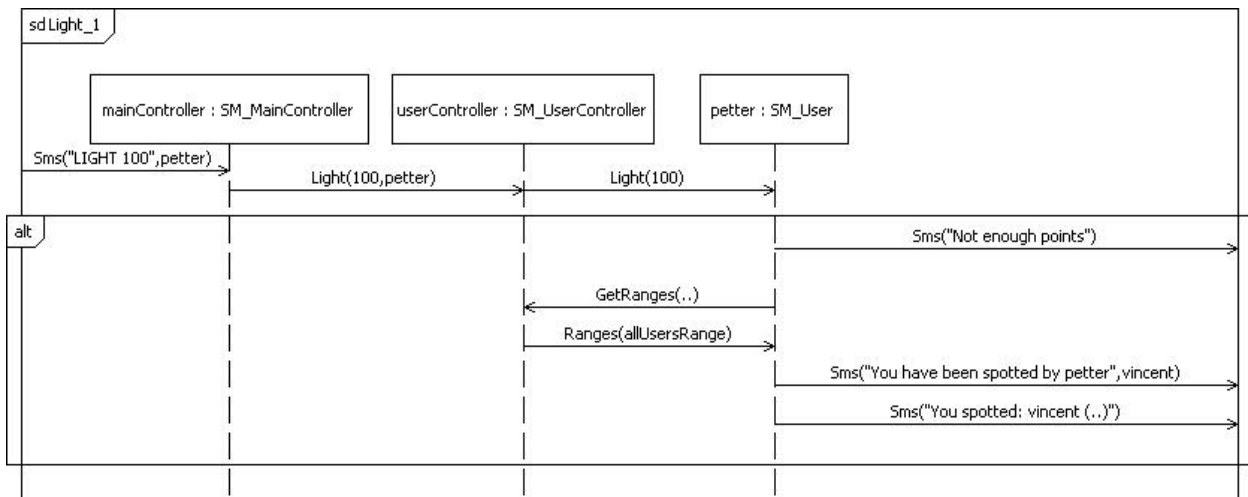 sd Light_1
mainController : SM_MainController
userController : SM_UserController
petter : SM_User
Sms("LIGHT 100",petter)
Light(100,petter)
Light(100)
alt
Sms("Not enough points")
GetRanges(..)
Ranges(allUsersRange)
Sms("You have been spotted by petter",vincent)
Sms("You spotted: vincent (..)")